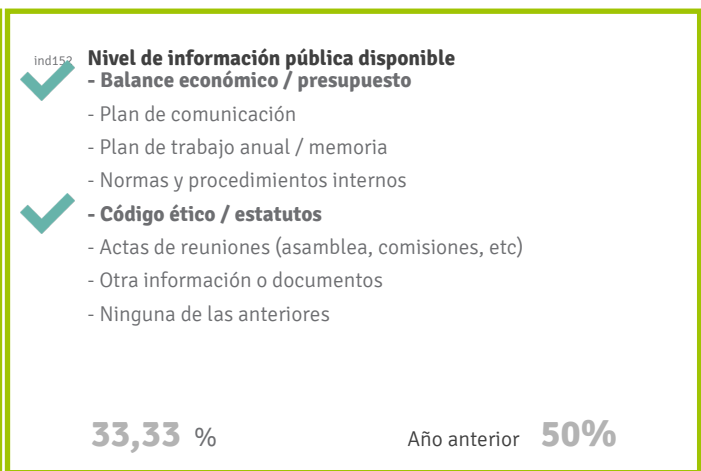 ind152 Nivel de información pública disponible
- Balance económico / presupuesto
- Plan de comunicación
- Plan de trabajo anual / memoria
- Normas y procedimientos internos
- Código ético / estatutos
- Actas de reuniones (asamblea, comisiones, etc)
- Otra información o documentos
- Ninguna de las anteriores
33,33 % Año anterior 50%